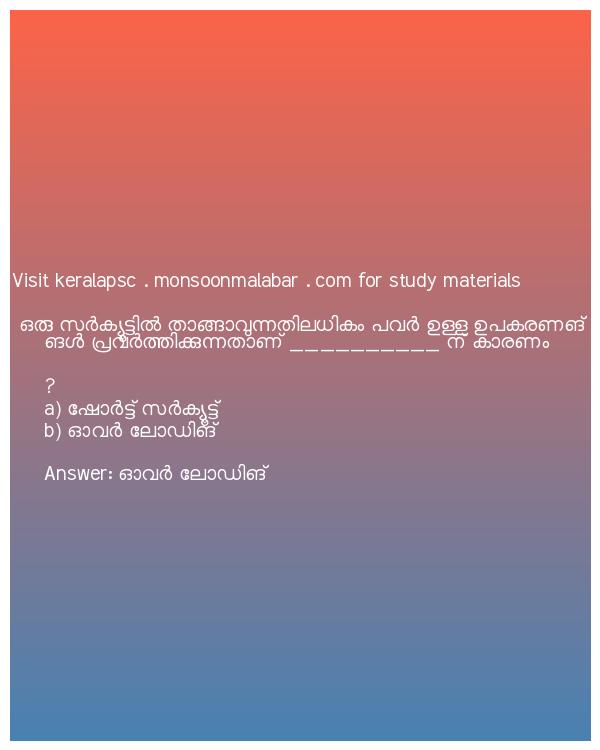 Visit keralapsc . monsoonmalabar . com for study materials
ഒരു സർക്യൂട്ടിൽ താങ്ങാവുന്നതിലധികം പവർ ഉള്ള ഉപകരണങ്
ങൾ പ്രവർത്തിക്കുന്നതാണ് __________ ന് കാരണം
?
a) ഷോർട്ട് സർക്യൂട്ട്
b) ഓവർ ലോഡിങ്
Answer: ഓവർ ലോഡിങ്